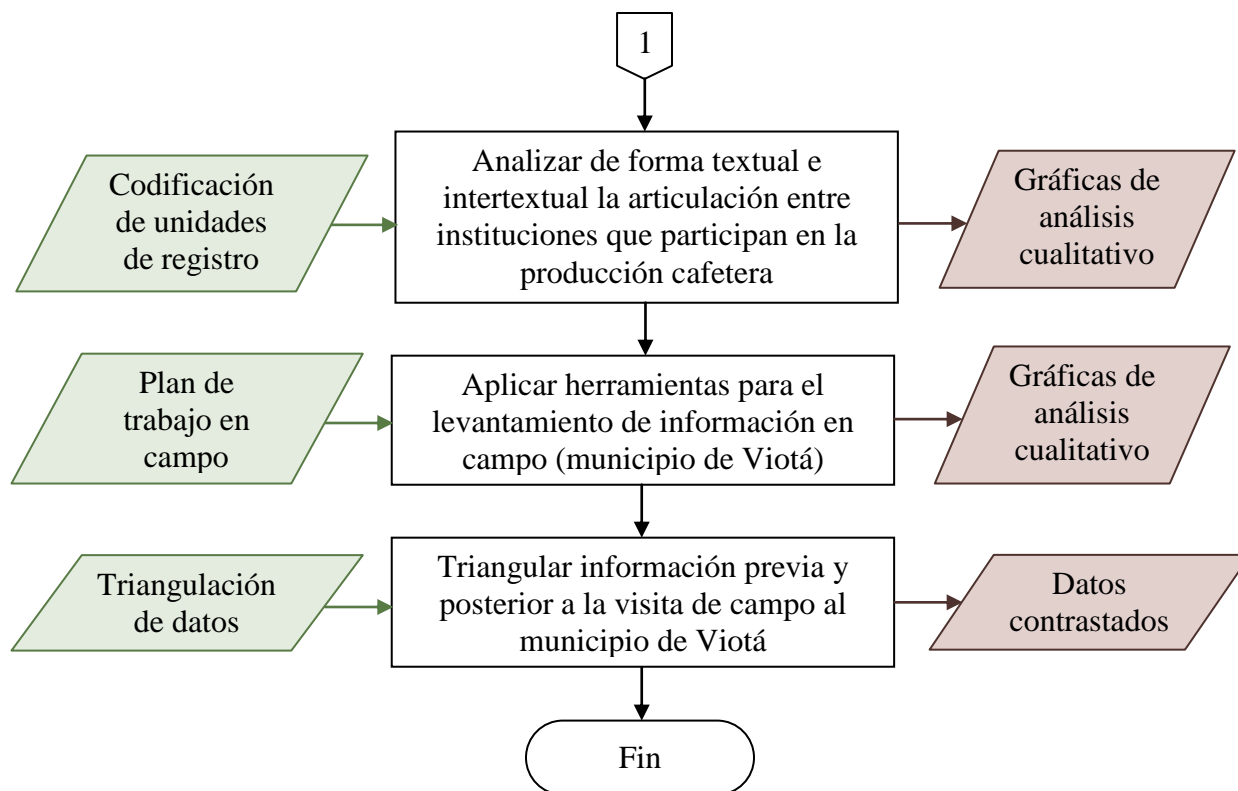 1
Codificación
de unidades
de registro
Analizar de forma textual e
intertextual la articulación entre
instituciones que participan en la
producción cafetera
Gráficas de
análisis
cualitativo
Plan de
trabajo en
campo
Aplicar herramientas para el
levantamiento de información en
campo (municipio de Viotá)
Gráficas de
análisis
cualitativo
Triangulación
de datos
Triangular información previa y
posterior a la visita de campo al
municipio de Viotá
Datos
contrastados
Fin